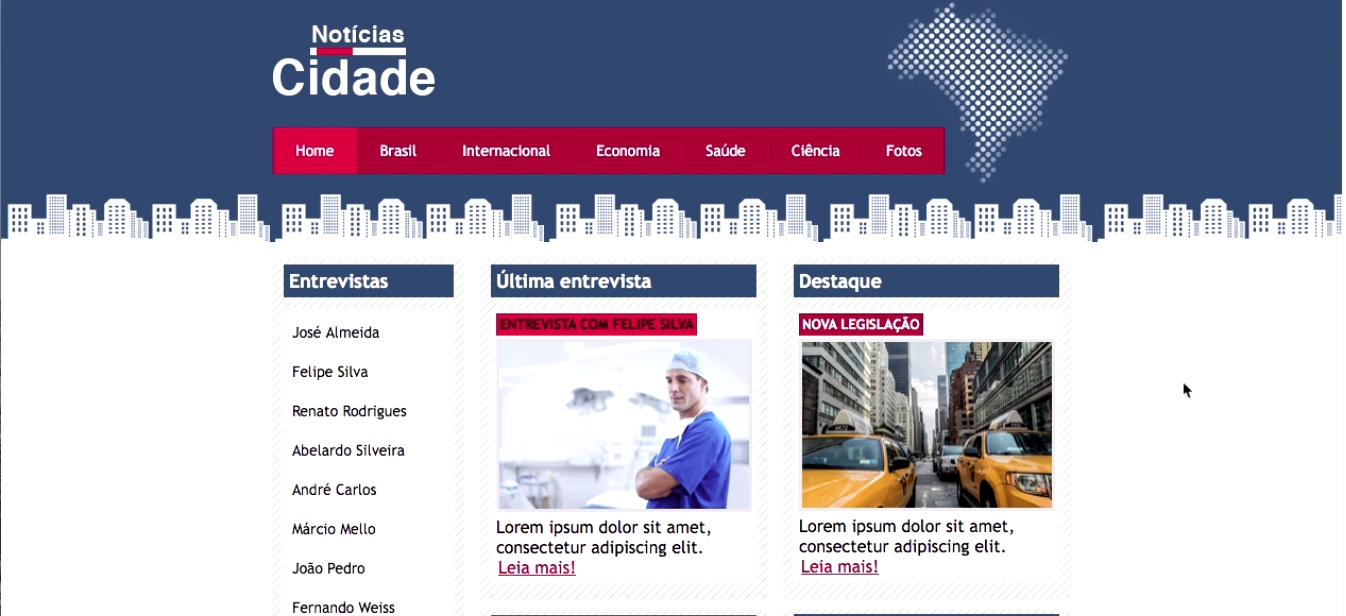 Notícias
Cidade
Home Brasil Internacional Economia Saúde Ciência Fotos
Entrevistas
José Almeida
Felipe Silva
Renato Rodrigues
Abelardo Silveira
André Carlos
Márcio Mello
João Pedro
Fernando Weiss
Última entrevista
ENTREVISTA COM FELIPE SILVA
Lorem ipsum dolor sit amet,
consectetur adipiscing elit.
Leia mais!
Destaque
NOVA LEGISLAÇÃO
Lorem ipsum dolor sit amet,
consectetur adipiscing elit.
Leia mais!